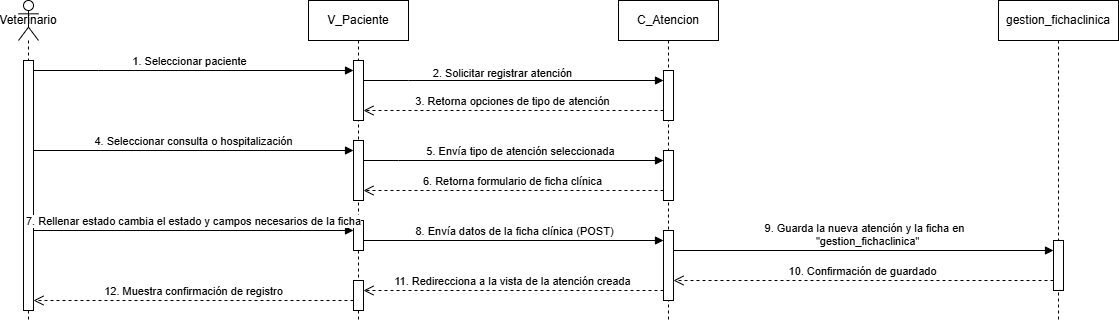 Veterinario
V_Paciente
C_Atencion
gestion_fichaclinica
1. Seleccionar paciente
2. Solicitar registrar atención
3. Retorna opciones de tipo de atención
4. Seleccionar consulta o hospitalización
5. Envía tipo de atención seleccionada
6. Retorna formulario de ficha clínica
7. Rellenar estado cambia el estado y campos necesarios de la ficha
8. Envía datos de la ficha clínica (POST)
9. Guarda la nueva atención y la ficha en
"gestion_fichaclinica"
10. Confirmación de guardado
11. Redirecciona a la vista de la atención creada
12. Muestra confirmación de registro